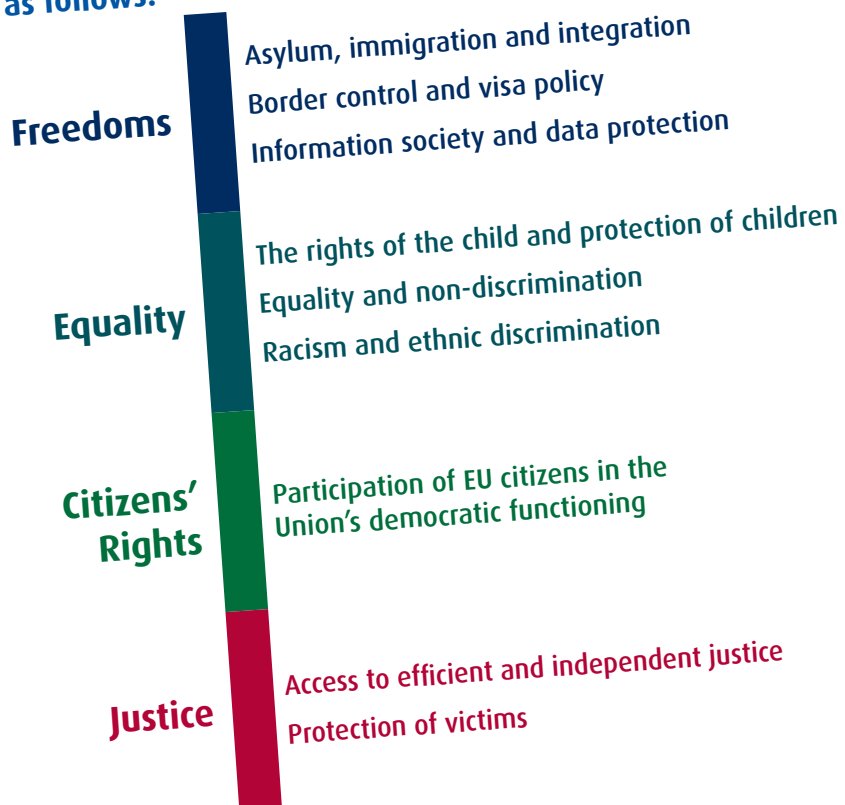 as follows:
Freedoms
Asylum, immigration and integration
Border control and visa policy
Information society and data protection
Equality
The rights of the child and protection of children
Equality and non-discrimination
Racism and ethnic discrimination
Citizens’
Rights
Participation of EU citizens in the
Union’s democratic functioning
Justice
Access to efficient and independent justice
Protection of victims